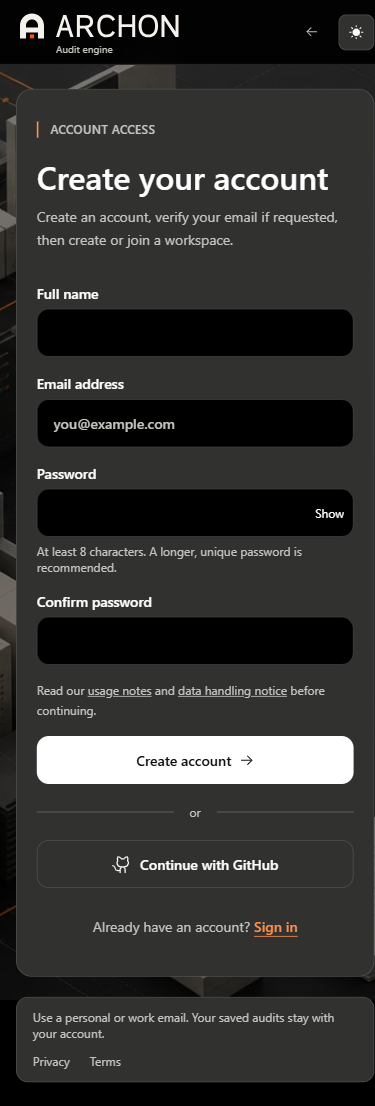 ARCHON
Audit engine
ACCOUNT ACCESS
Create your account
Create an account, verify your email if requested,
then create or join a workspace.
Full name
Email address
you@example.com
Password
Show
At least 8 characters. A longer, unique password is
recommended.
Confirm password
Read our usage notes and data handling notice before
continuing.
Create account →
or
Continue with GitHub
Already have an account? Sign in
Use a personal or work email. Your saved audits stay with
your account.
Privacy Terms